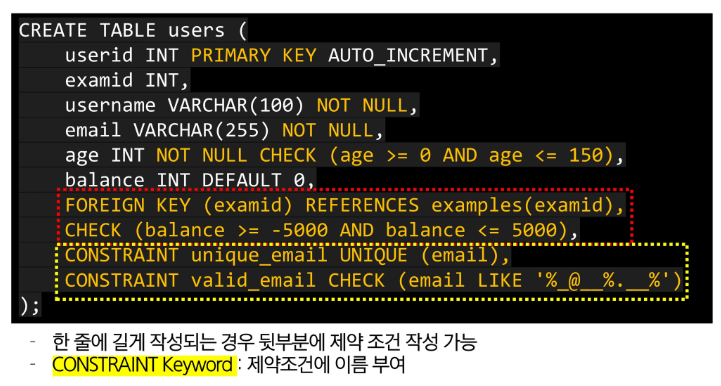 CREATE TABLE users (
userid INT PRIMARY KEY AUTO_INCREMENT,
examid INT,
username VARCHAR(100) NOT NULL,
email VARCHAR(255) NOT NULL,
age INT NOT NULL CHECK (age >= 0 AND age <= 150),
balance INT DEFAULT 0,
FOREIGN KEY (examid) REFERENCES examples(examid),
CHECK (balance >= -5000 AND balance <= 5000),
CONSTRAINT unique_email UNIQUE (email),
CONSTRAINT valid_email CHECK (email LIKE '%_@__%.__%')
);
- 한 줄에 길게 작성되는 경우 뒷부분에 제약 조건 작성 가능
- CONSTRAINT Keyword : 제약조건에 이름 부여